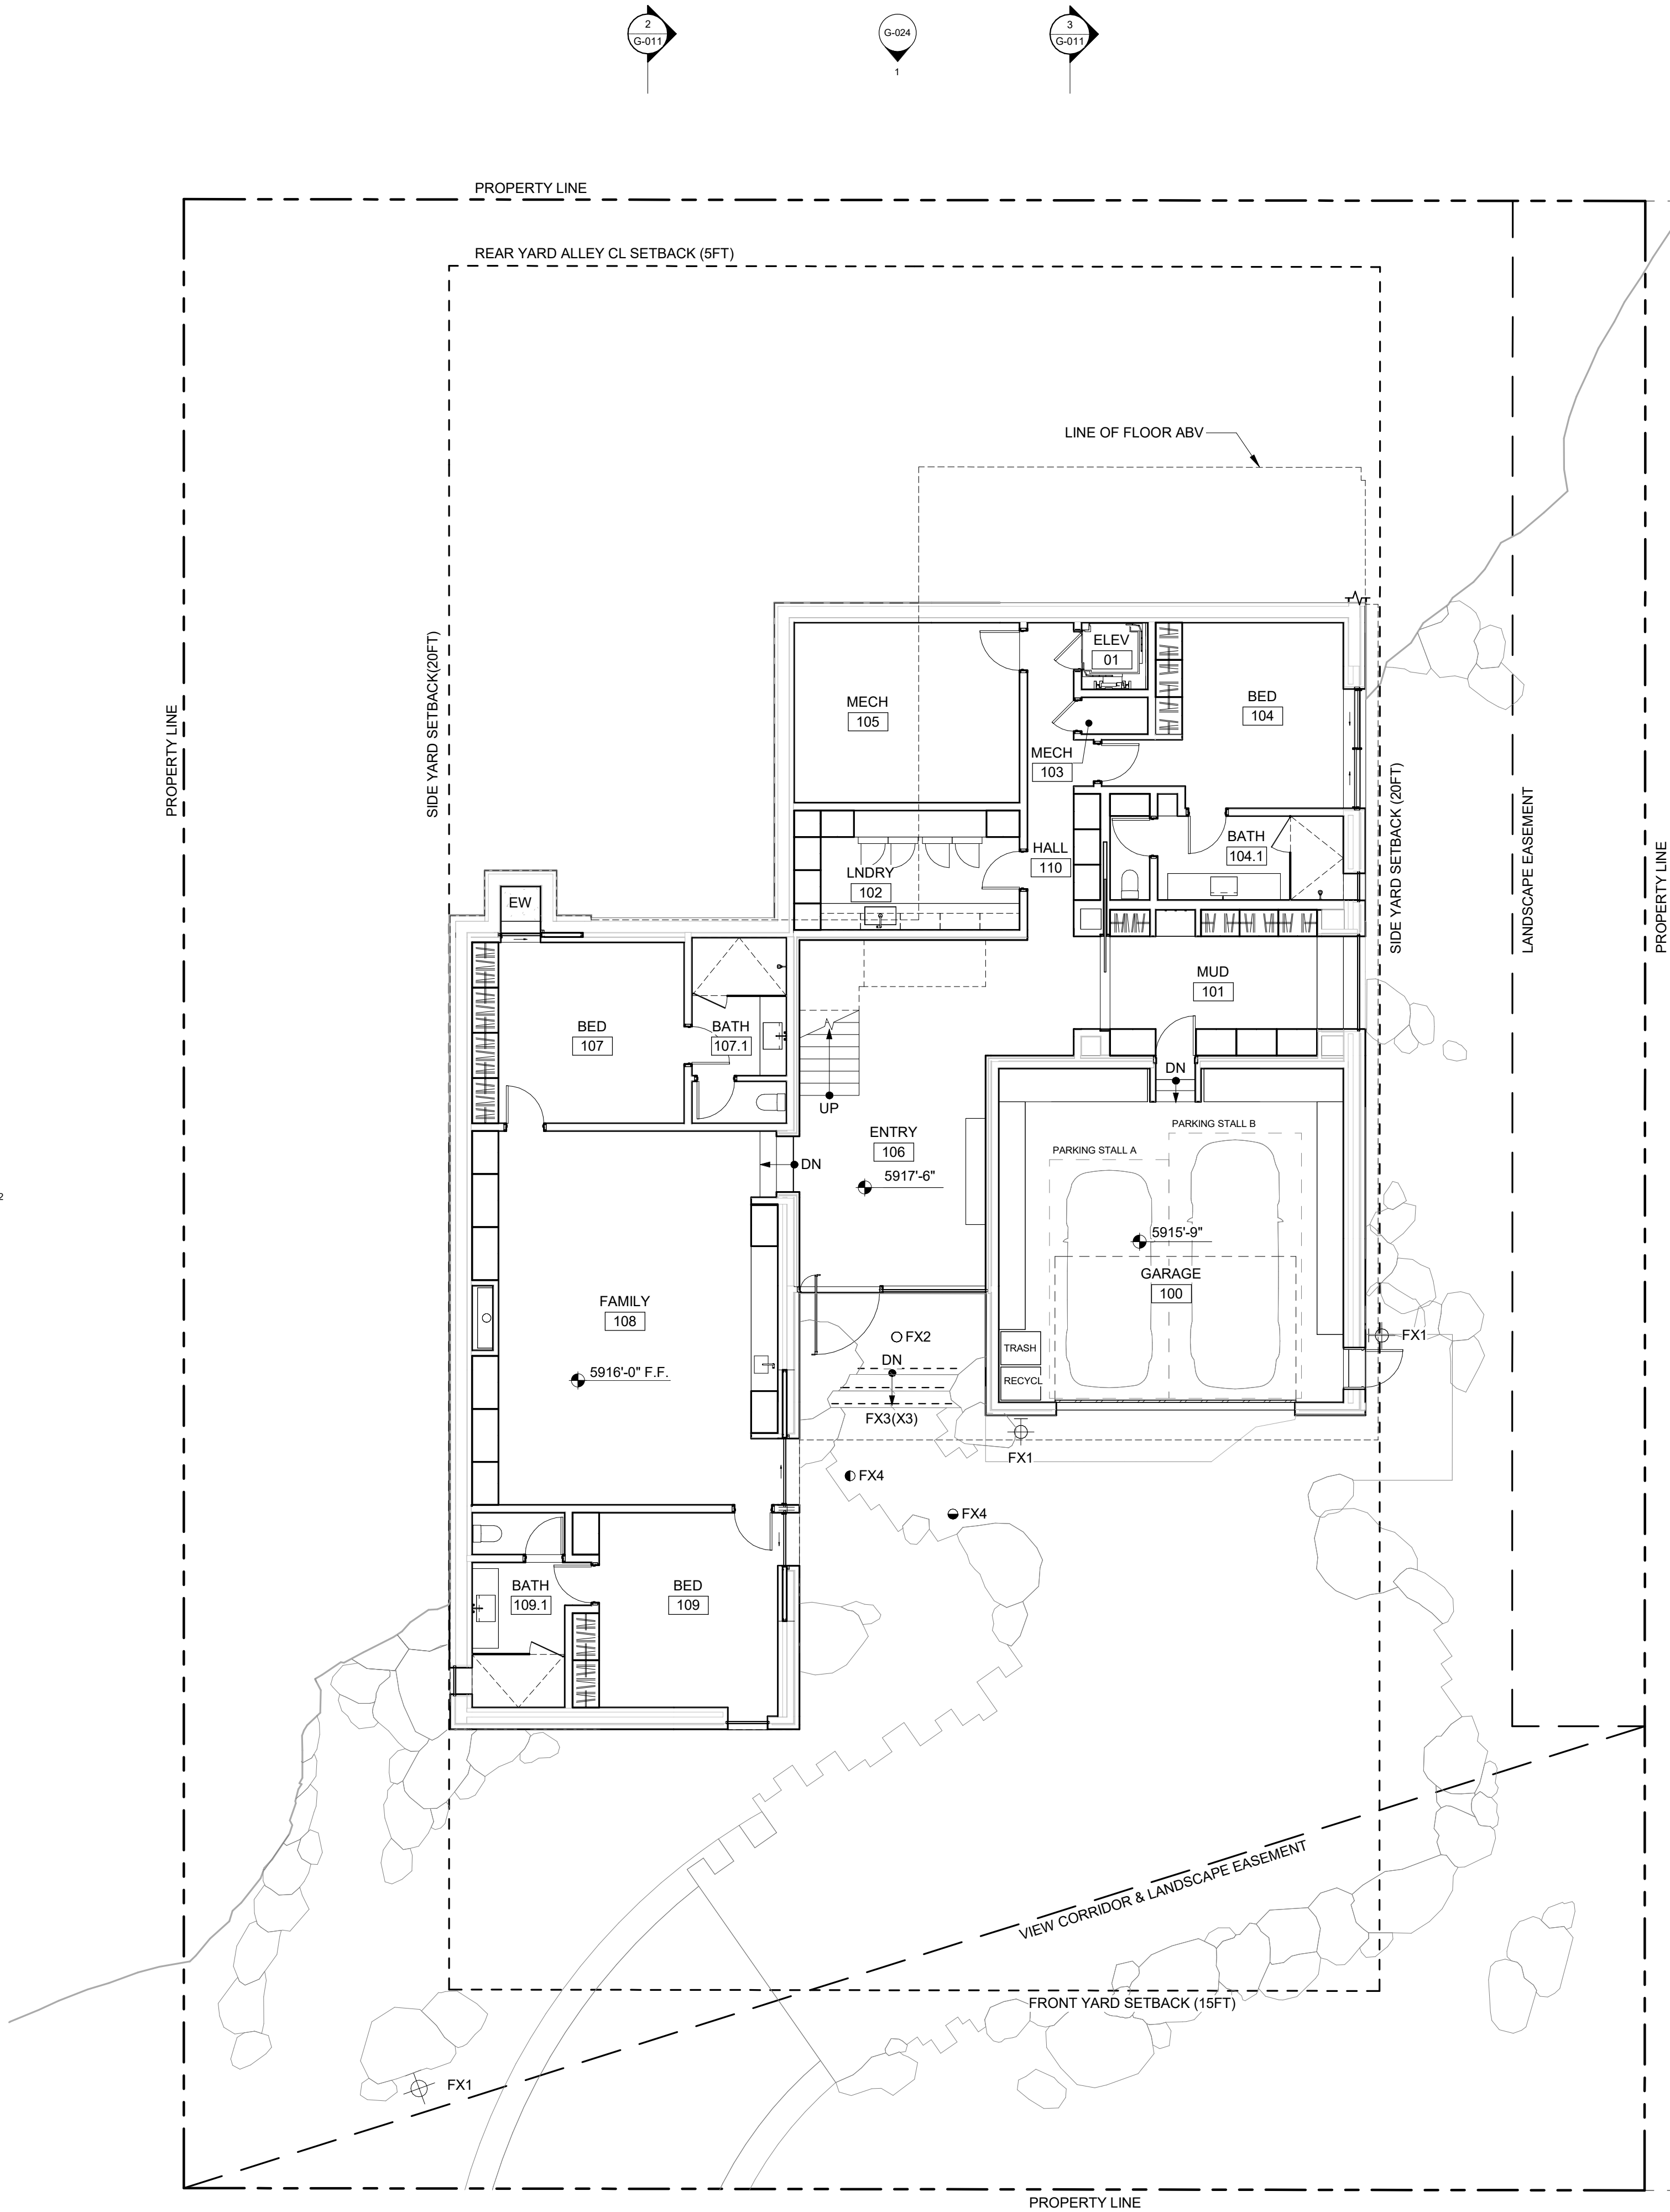 2
G-011
G-024
1
3
G-011
PROPERTY LINE
REAR YARD ALLEY CL SETBACK (5FT)
LINE OF FLOOR ABV
PROPERTY LINE
SIDE YARD SETBACK(20FT)
ELEV
01
MECH
105
BED
104
MECH
103
SIDE YARD SETBACK (20FT)
LANDSCAPE EASEMENT
PROPERTY LINE
HALL
110
BATH
104.1
LNDRY
102
EW
MUD
101
BED
107
BATH
107.1
DN
UP
PARKING STALL B
ENTRY
106
PARKING STALL A
DN
5917'-6"
2
5915'-9"
GARAGE
100
FAMILY
108
FX2
FX1
TRASH
DN
5916'-0" F.F.
RECYCL
FX3(X3)
FX1
FX4
FX4
BATH
109.1
BED
109
VIEW CORRIDOR & LANDSCAPE EASEMENT
FRONT YARD SETBACK (15FT)
FX1
PROPERTY LINE